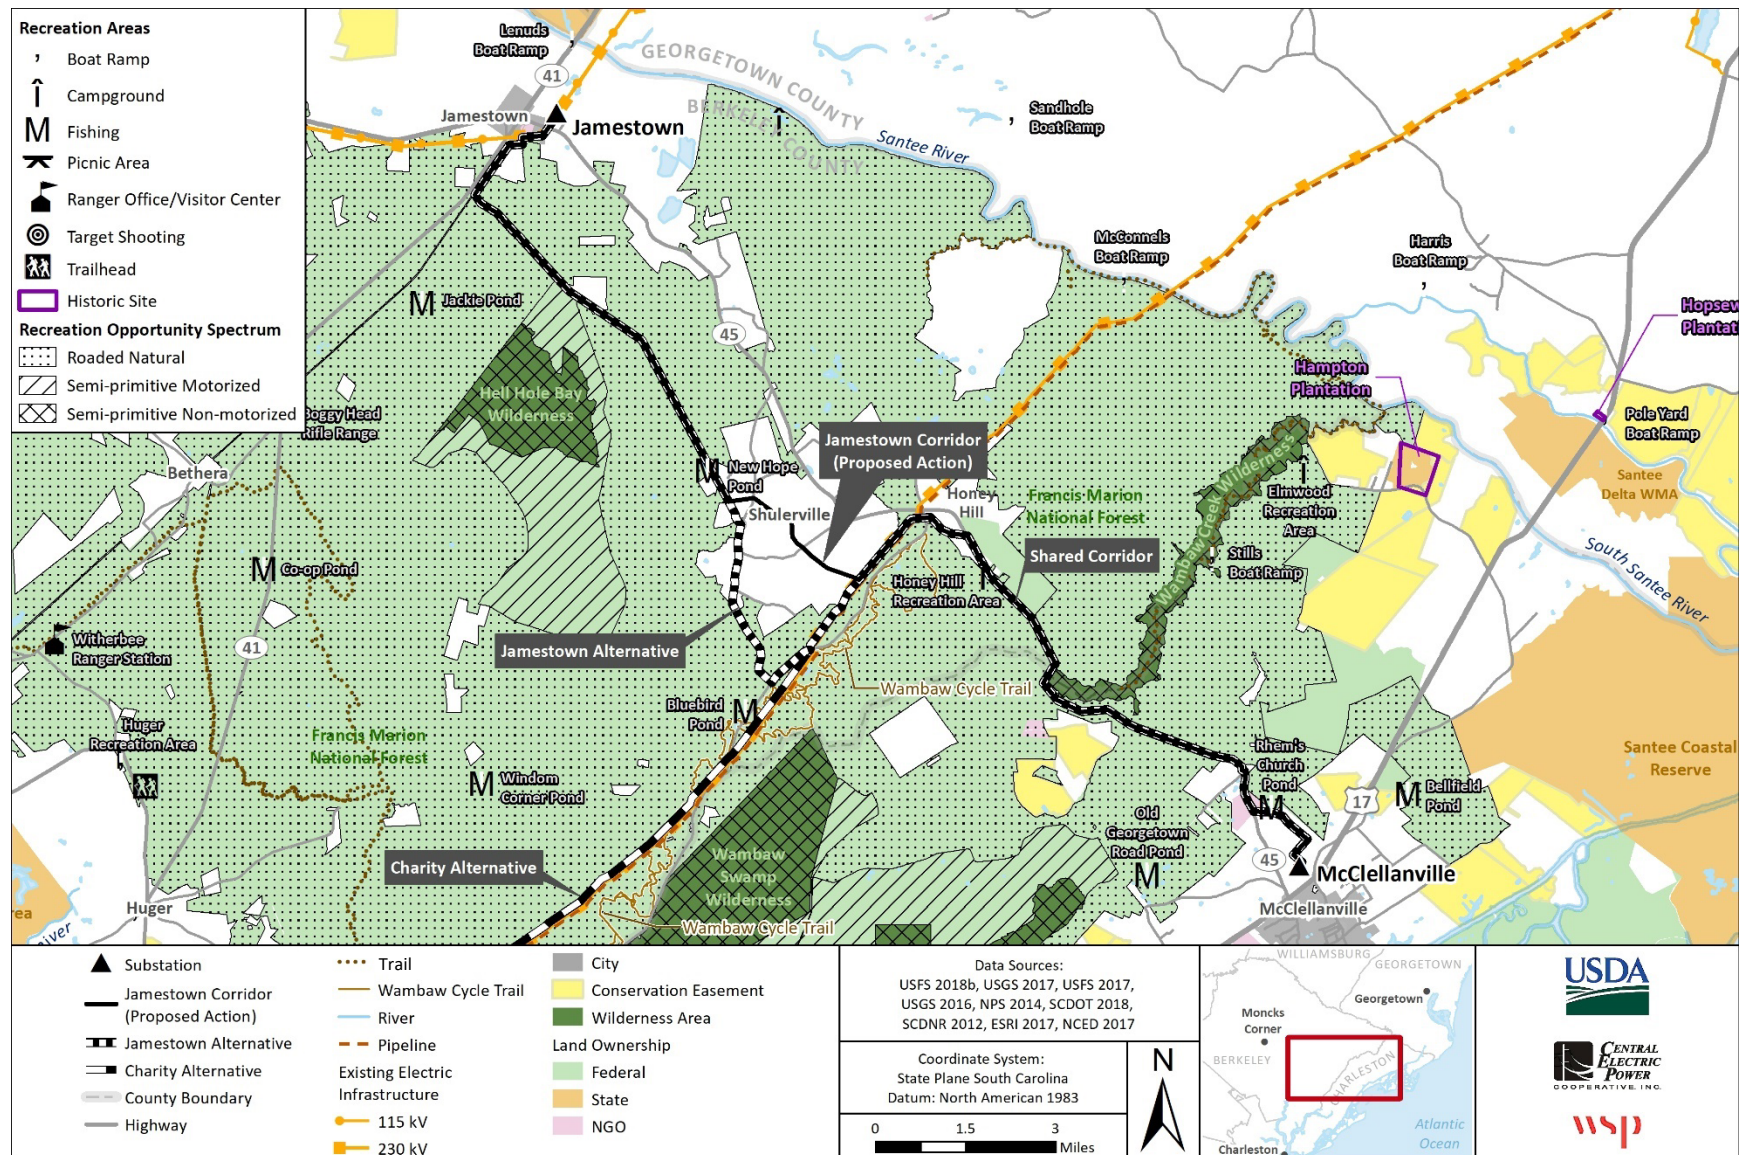 Recreation Areas
Boat Ramp
Campground
M Fishing
Picnic Area
Ranger Office/Visitor Center
Target Shooting
Trailhead
Historic Site
Recreation Opportunity Spectrum
Roaded Natural
Semi-primitive Motorized
Semi-primitive Non-motorized
Lenuds
Boat Ramp
41
GEORGETOWN COUNTY
BERKELEY COUNTY
Jamestown
Jamestown
Santee River
Sandhole
Boat Ramp
McConnels
Boat Ramp
Harris
Boat Ramp
Hopsew
Plantati
Hampton
Plantation
Pole Yard
Boat Ramp
Santee
Delta WMA
South Santee River
M Jackie Pond
45
Hell Hole Bay
Wilderness
Boggy Head
Rifle Range
Bethera
Jamestown Corridor
(Proposed Action)
M New Hope
Pond
Shulerville
Honey
Hill
Francis Marion
National Forest
Shared Corridor
Wambaw Creek Wilderness
Elmwood
Recreation
Area
Stills
Boat Ramp
M Co-op Pond
Honey Hill
Recreation Area
Witherbee
Ranger Station
41
Jamestown Alternative
Wambaw Cycle Trail
Bluebird
Pond M
Huger
Recreation Area
Francis Marion
National Forest
M Windom
Corner Pond
Rhem's
Church
Pond
M
17
M Bellfield
Pond
Santee Coastal
Reserve
Old
Georgetown
Road Pond
M
Charity Alternative
Wambaw
Swamp
Wilderness
45
McClellanville
McClellanville
Huger
Wambaw Cycle Trail
rea
iver
Substation
Jamestown Corridor
(Proposed Action)
Jamestown Alternative
Charity Alternative
County Boundary
Highway
Trail
Wambaw Cycle Trail
River
Pipeline
Existing Electric
Infrastructure
115 kV
230 kV
City
Conservation Easement
Wilderness Area
Land Ownership
Federal
State
NGO
Data Sources:
USFS 2018b, USGS 2017, USFS 2017,
USGS 2016, NPS 2014, SCDOT 2018,
SCDNR 2012, ESRI 2017, NCED 2017
Coordinate System:
State Plane South Carolina
Datum: North American 1983
0 1.5 3
Miles
N
WILLIAMSBURG
GEORGETOWN
Georgetown
Moncks
Corner
BERKELEY
CHARLESTON
Atlantic
Ocean
Charleston
USDA
CENTRAL
ELECTRIC
POWER
COOPERATIVE, INC.
wsp